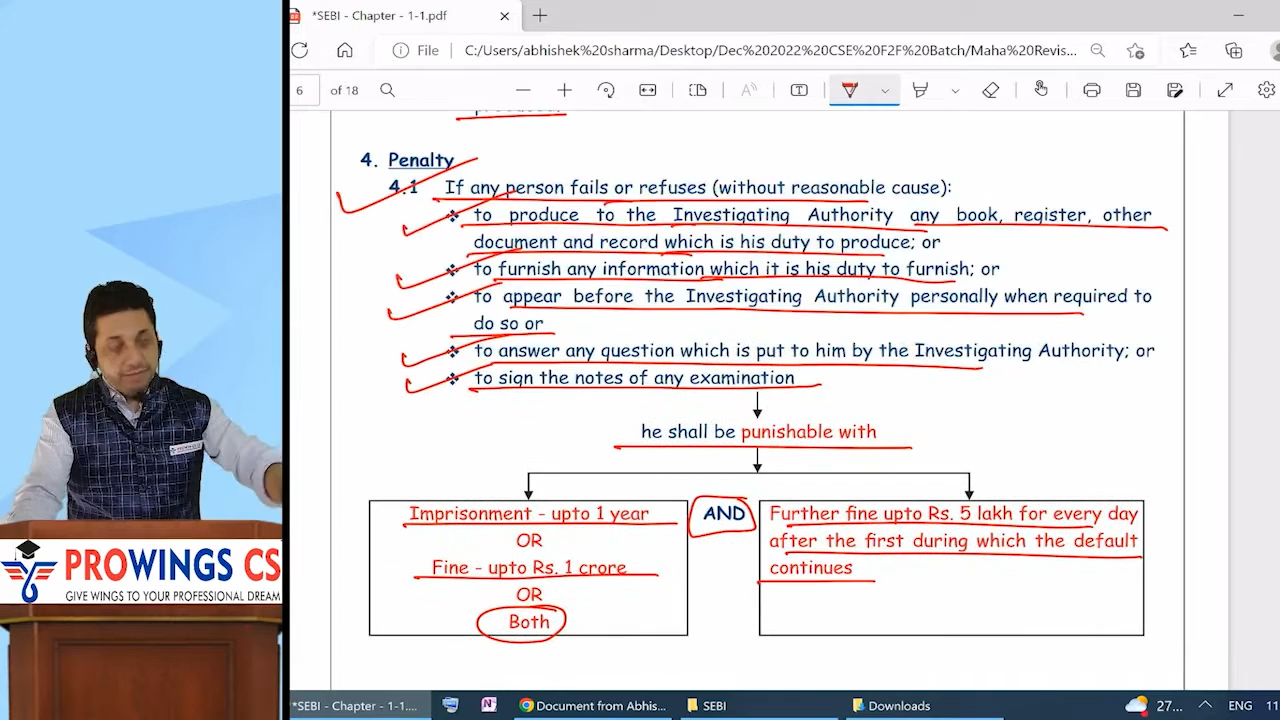 *SEBI - Chapter - 1-1.pdf
File C:/Users/abhishek%20sharma/Desktop/Dec%202022%20CSE%20F2F%20Batch/Maha%20Revis...
6 of 18
4. Penalty
4.1 If any person fails or refuses (without reasonable cause):
to produce to the Investigating Authority any book, register, other
document and record which is his duty to produce; or
to furnish any information which it is his duty to furnish; or
to appear before the Investigating Authority personally when required to
do so or
to answer any question which is put to him by the Investigating Authority; or
to sign the notes of any examination
he shall be punishable with
Imprisonment - upto 1 year
OR
Fine - upto Rs. 1 crore
OR
Both
AND
Further fine upto Rs. 5 lakh for every day
after the first during which the default
continues
PROWINGS CS
GIVE WINGS TO YOUR PROFESSIONAL DREAM
*SEBI - Chapter - 1-1....
Document from Abhis...
SEBI
Downloads
27...
ENG
11